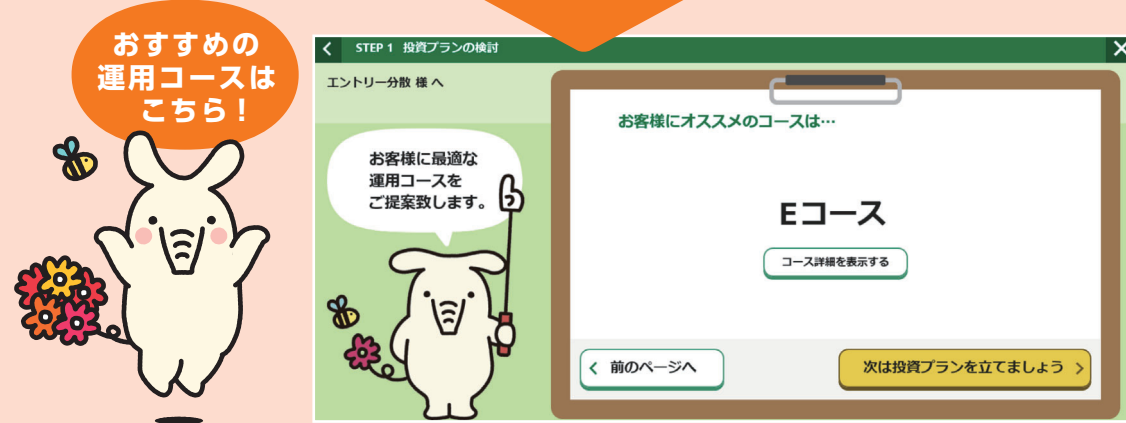 おすすめの
運用コースは
こちら！
STEP 1 投資プランの検討
エントリー分散 様 へ
お客様に最適な
運用コースを
ご提案致します。
お客様にオススメのコースは…
Eコース
コース詳細を表示する
前のページへ
次は投資プランを立てましょう